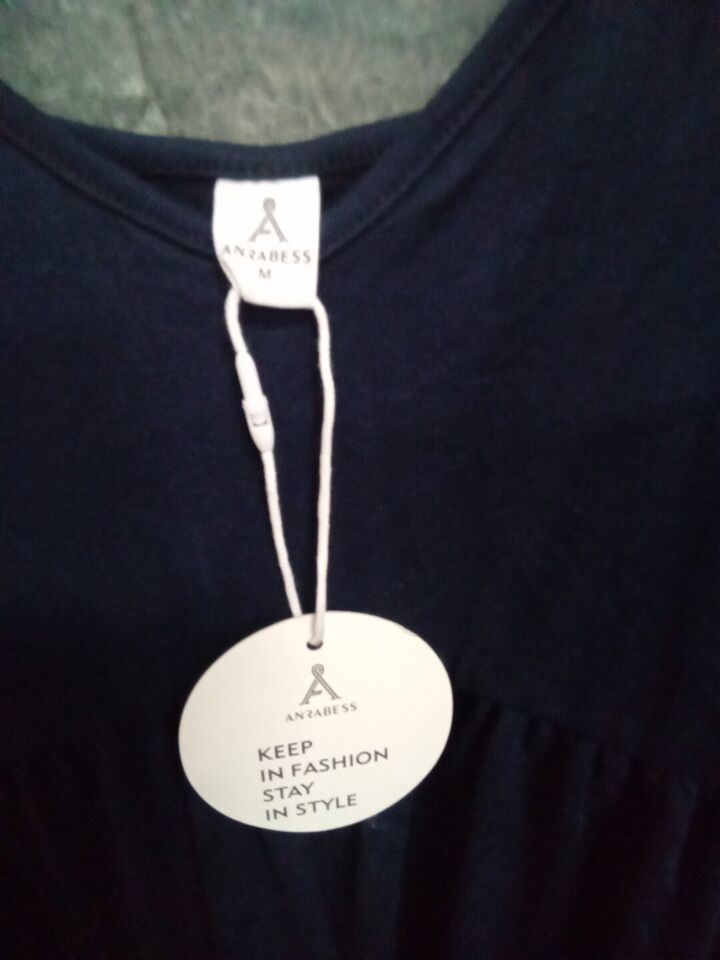 ANRABESS
M
ANRABESS
KEEP
IN FASHION
STAY
IN STYLE